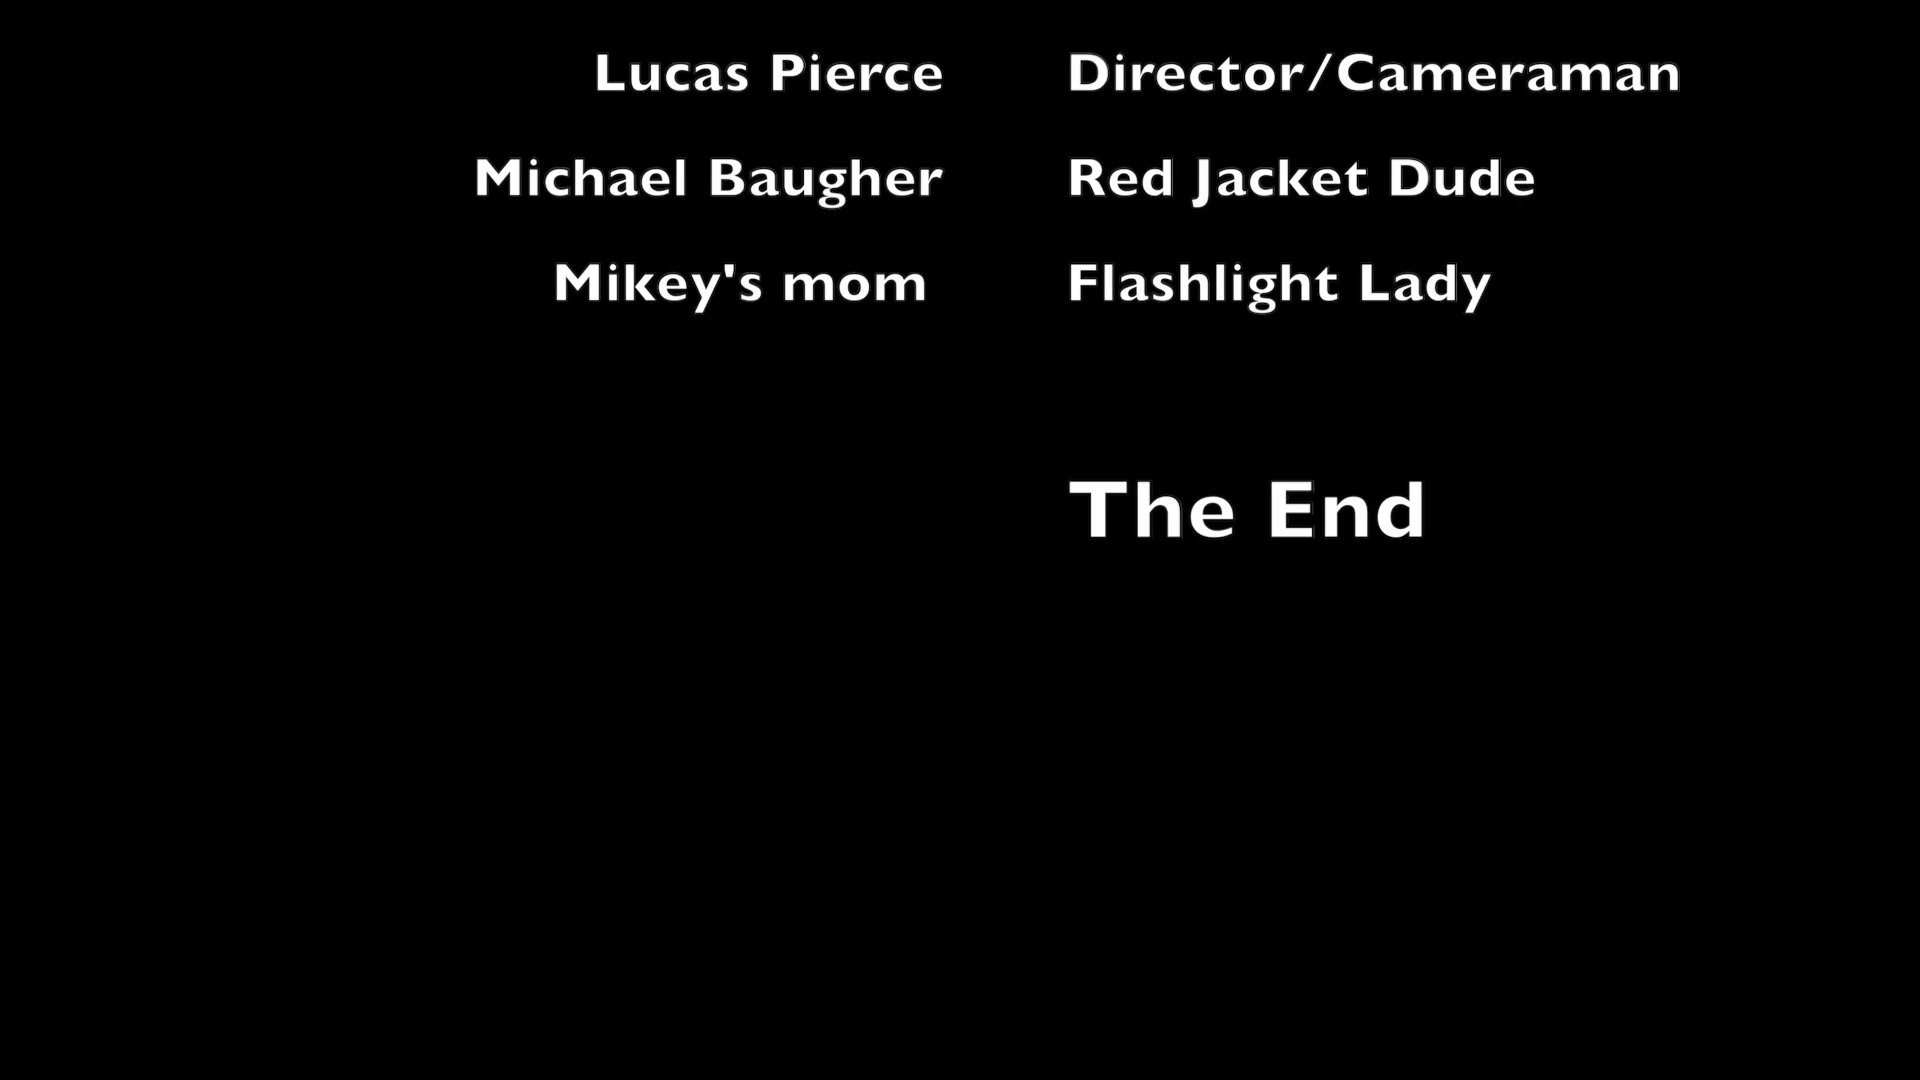 Lucas Pierce Director/Cameraman
Michael Baugher Red Jacket Dude
Mikey's mom Flashlight Lady
The End